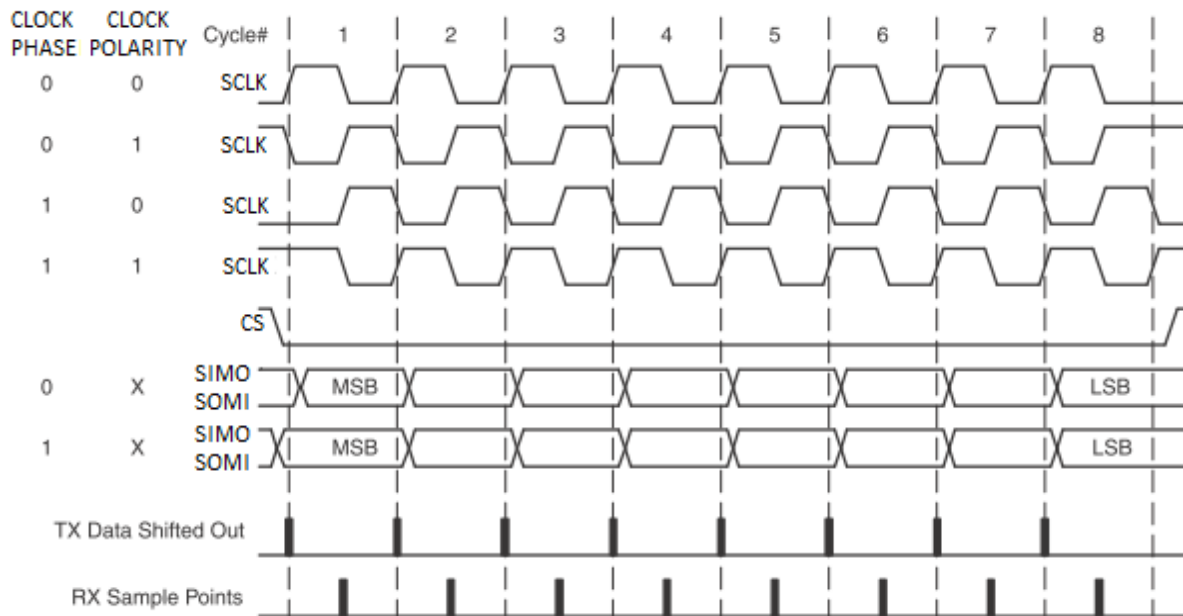 CLOCK PHASE CLOCK POLARITY Cycle# 1 2 3 4 5 6 7 8
0 0 SCLK
0 1 SCLK
1 0 SCLK
1 1 SCLK
CS
0 X SIMO SOMI MSB LSB
1 X SIMO SOMI MSB LSB
TX Data Shifted Out
RX Sample Points